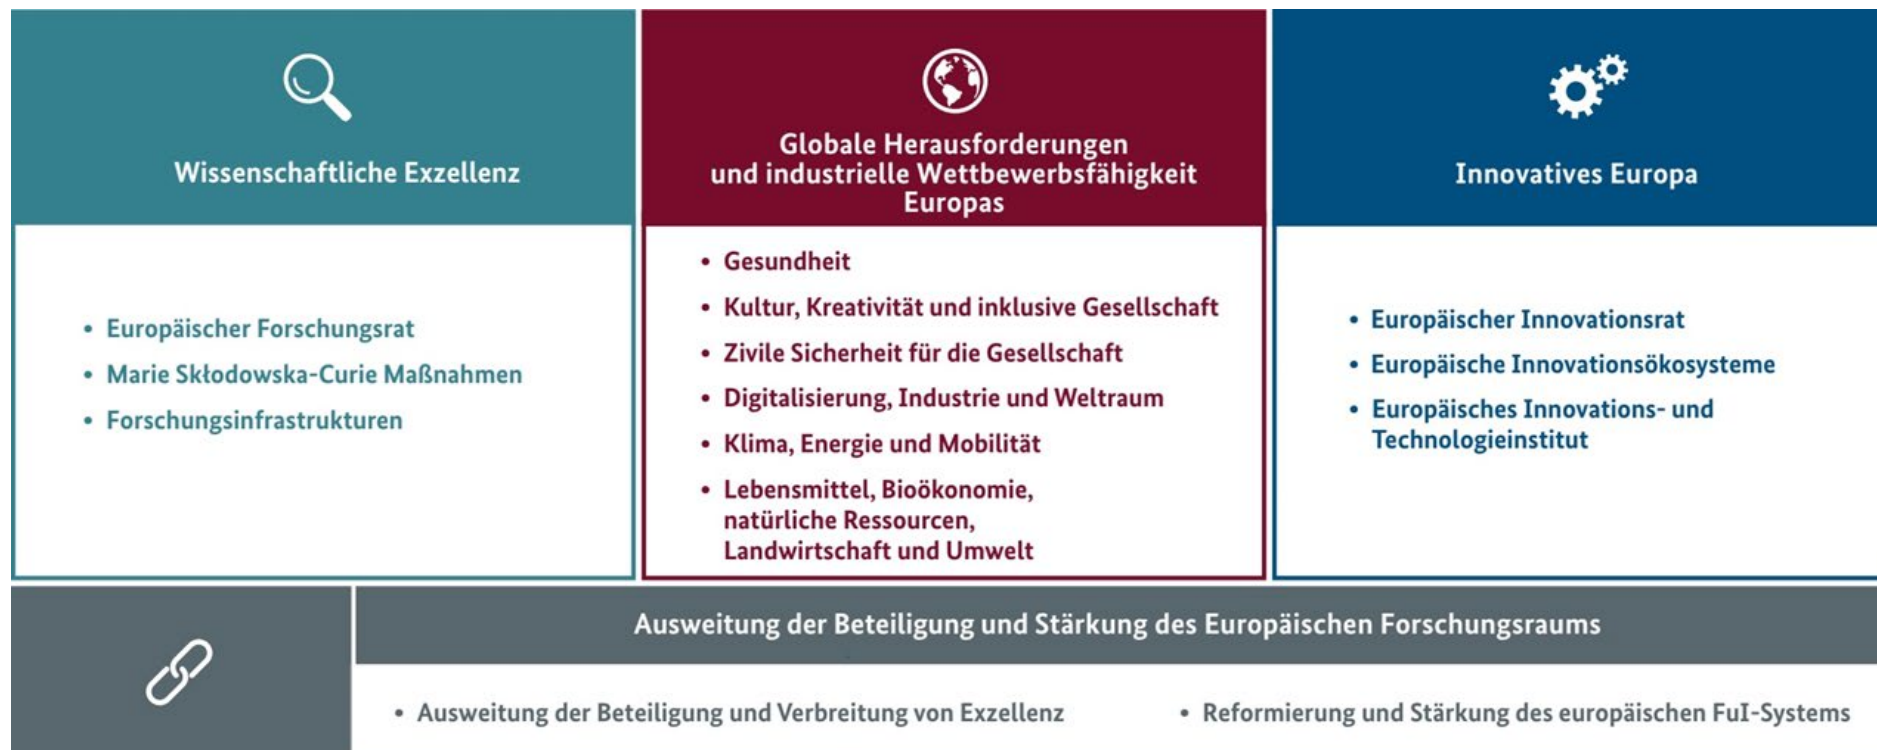 Wissenschaftliche Exzellenz
• Europäischer Forschungsrat
• Marie Skłodowska-Curie Maßnahmen
• Forschungsinfrastrukturen
Globale Herausforderungen
und industrielle Wettbewerbsfähigkeit
Europas
• Gesundheit
• Kultur, Kreativität und inklusive Gesellschaft
• Zivile Sicherheit für die Gesellschaft
• Digitalisierung, Industrie und Weltraum
• Klima, Energie und Mobilität
• Lebensmittel, Bioökonomie,
natürliche Ressourcen,
Landwirtschaft und Umwelt
Innovatives Europa
• Europäischer Innovationsrat
• Europäische Innovationsökosysteme
• Europäisches Innovations- und
Technologieinstitut
Ausweitung der Beteiligung und Stärkung des Europäischen Forschungsraums
• Ausweitung der Beteiligung und Verbreitung von Exzellenz
• Reformierung und Stärkung des europäischen FuI-Systems